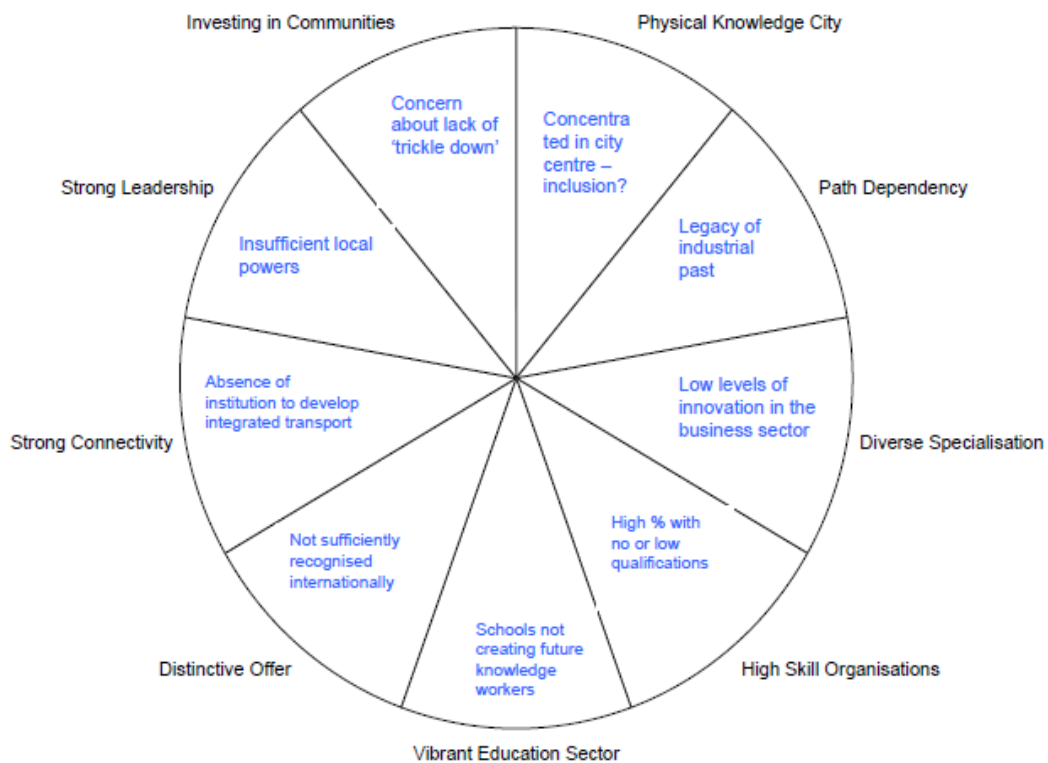 Investing in Communities
Physical Knowledge City
Concern
about lack of
‘trickle down’
Concentra
ted in city
centre –
inclusion?
Strong Leadership
Path Dependency
Insufficient local
powers
Legacy of
industrial
past
Absence of
institution to develop
integrated transport
Low levels of
innovation in the
business sector
Strong Connectivity
Diverse Specialisation
Not sufficiently
recognised
internationally
High % with
no or low
qualifications
Schools not
creating future
knowledge
workers
Distinctive Offer
High Skill Organisations
Vibrant Education Sector